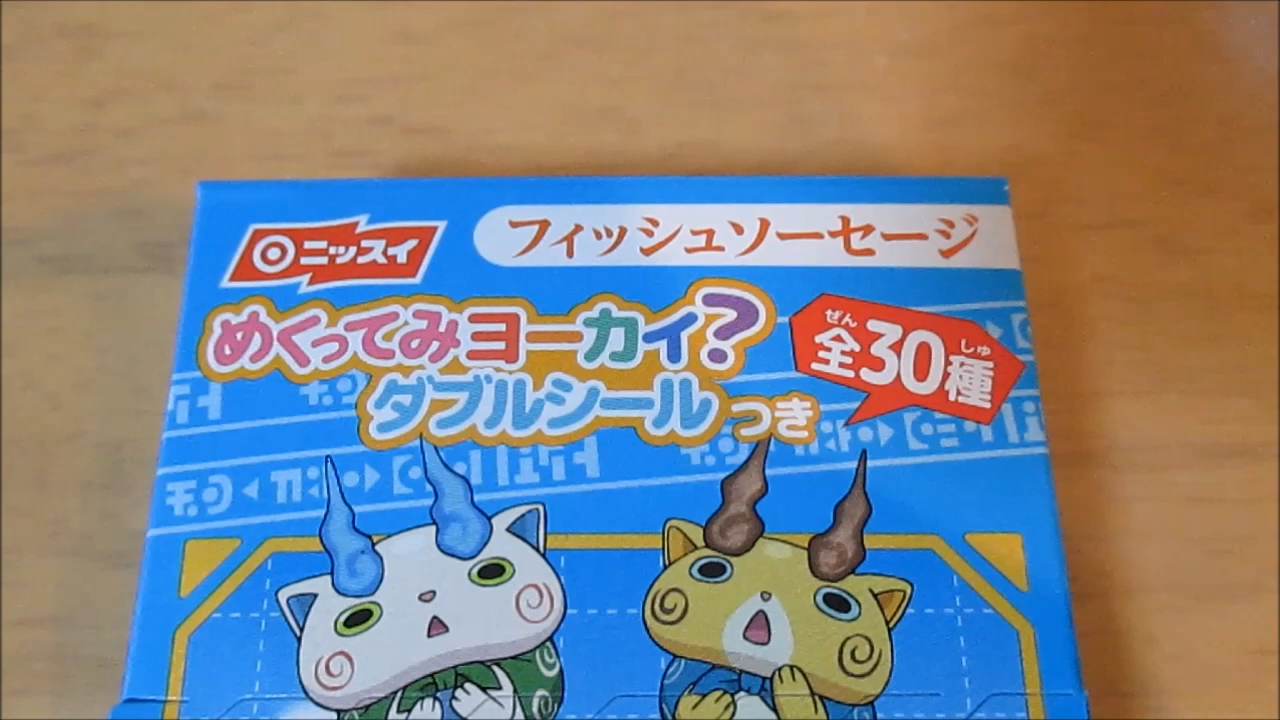 ニッスイ
フィッシュソーセージ
めくってみヨーカイ?
ダブルシールつき
ぜん しゅ
全30種